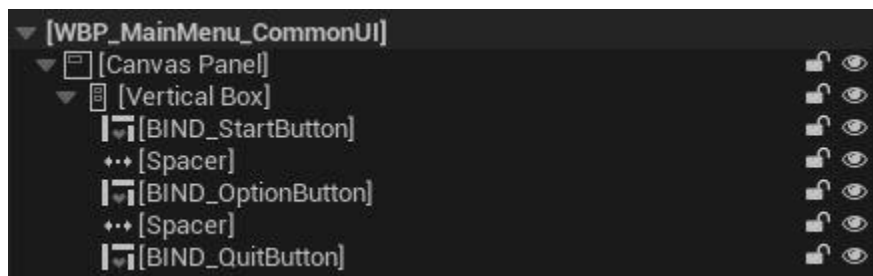 [WBP_MainMenu_CommonUI]
[Canvas Panel]
[Vertical Box]
[BIND_StartButton]
[Spacer]
[BIND_OptionButton]
[Spacer]
[BIND_QuitButton]